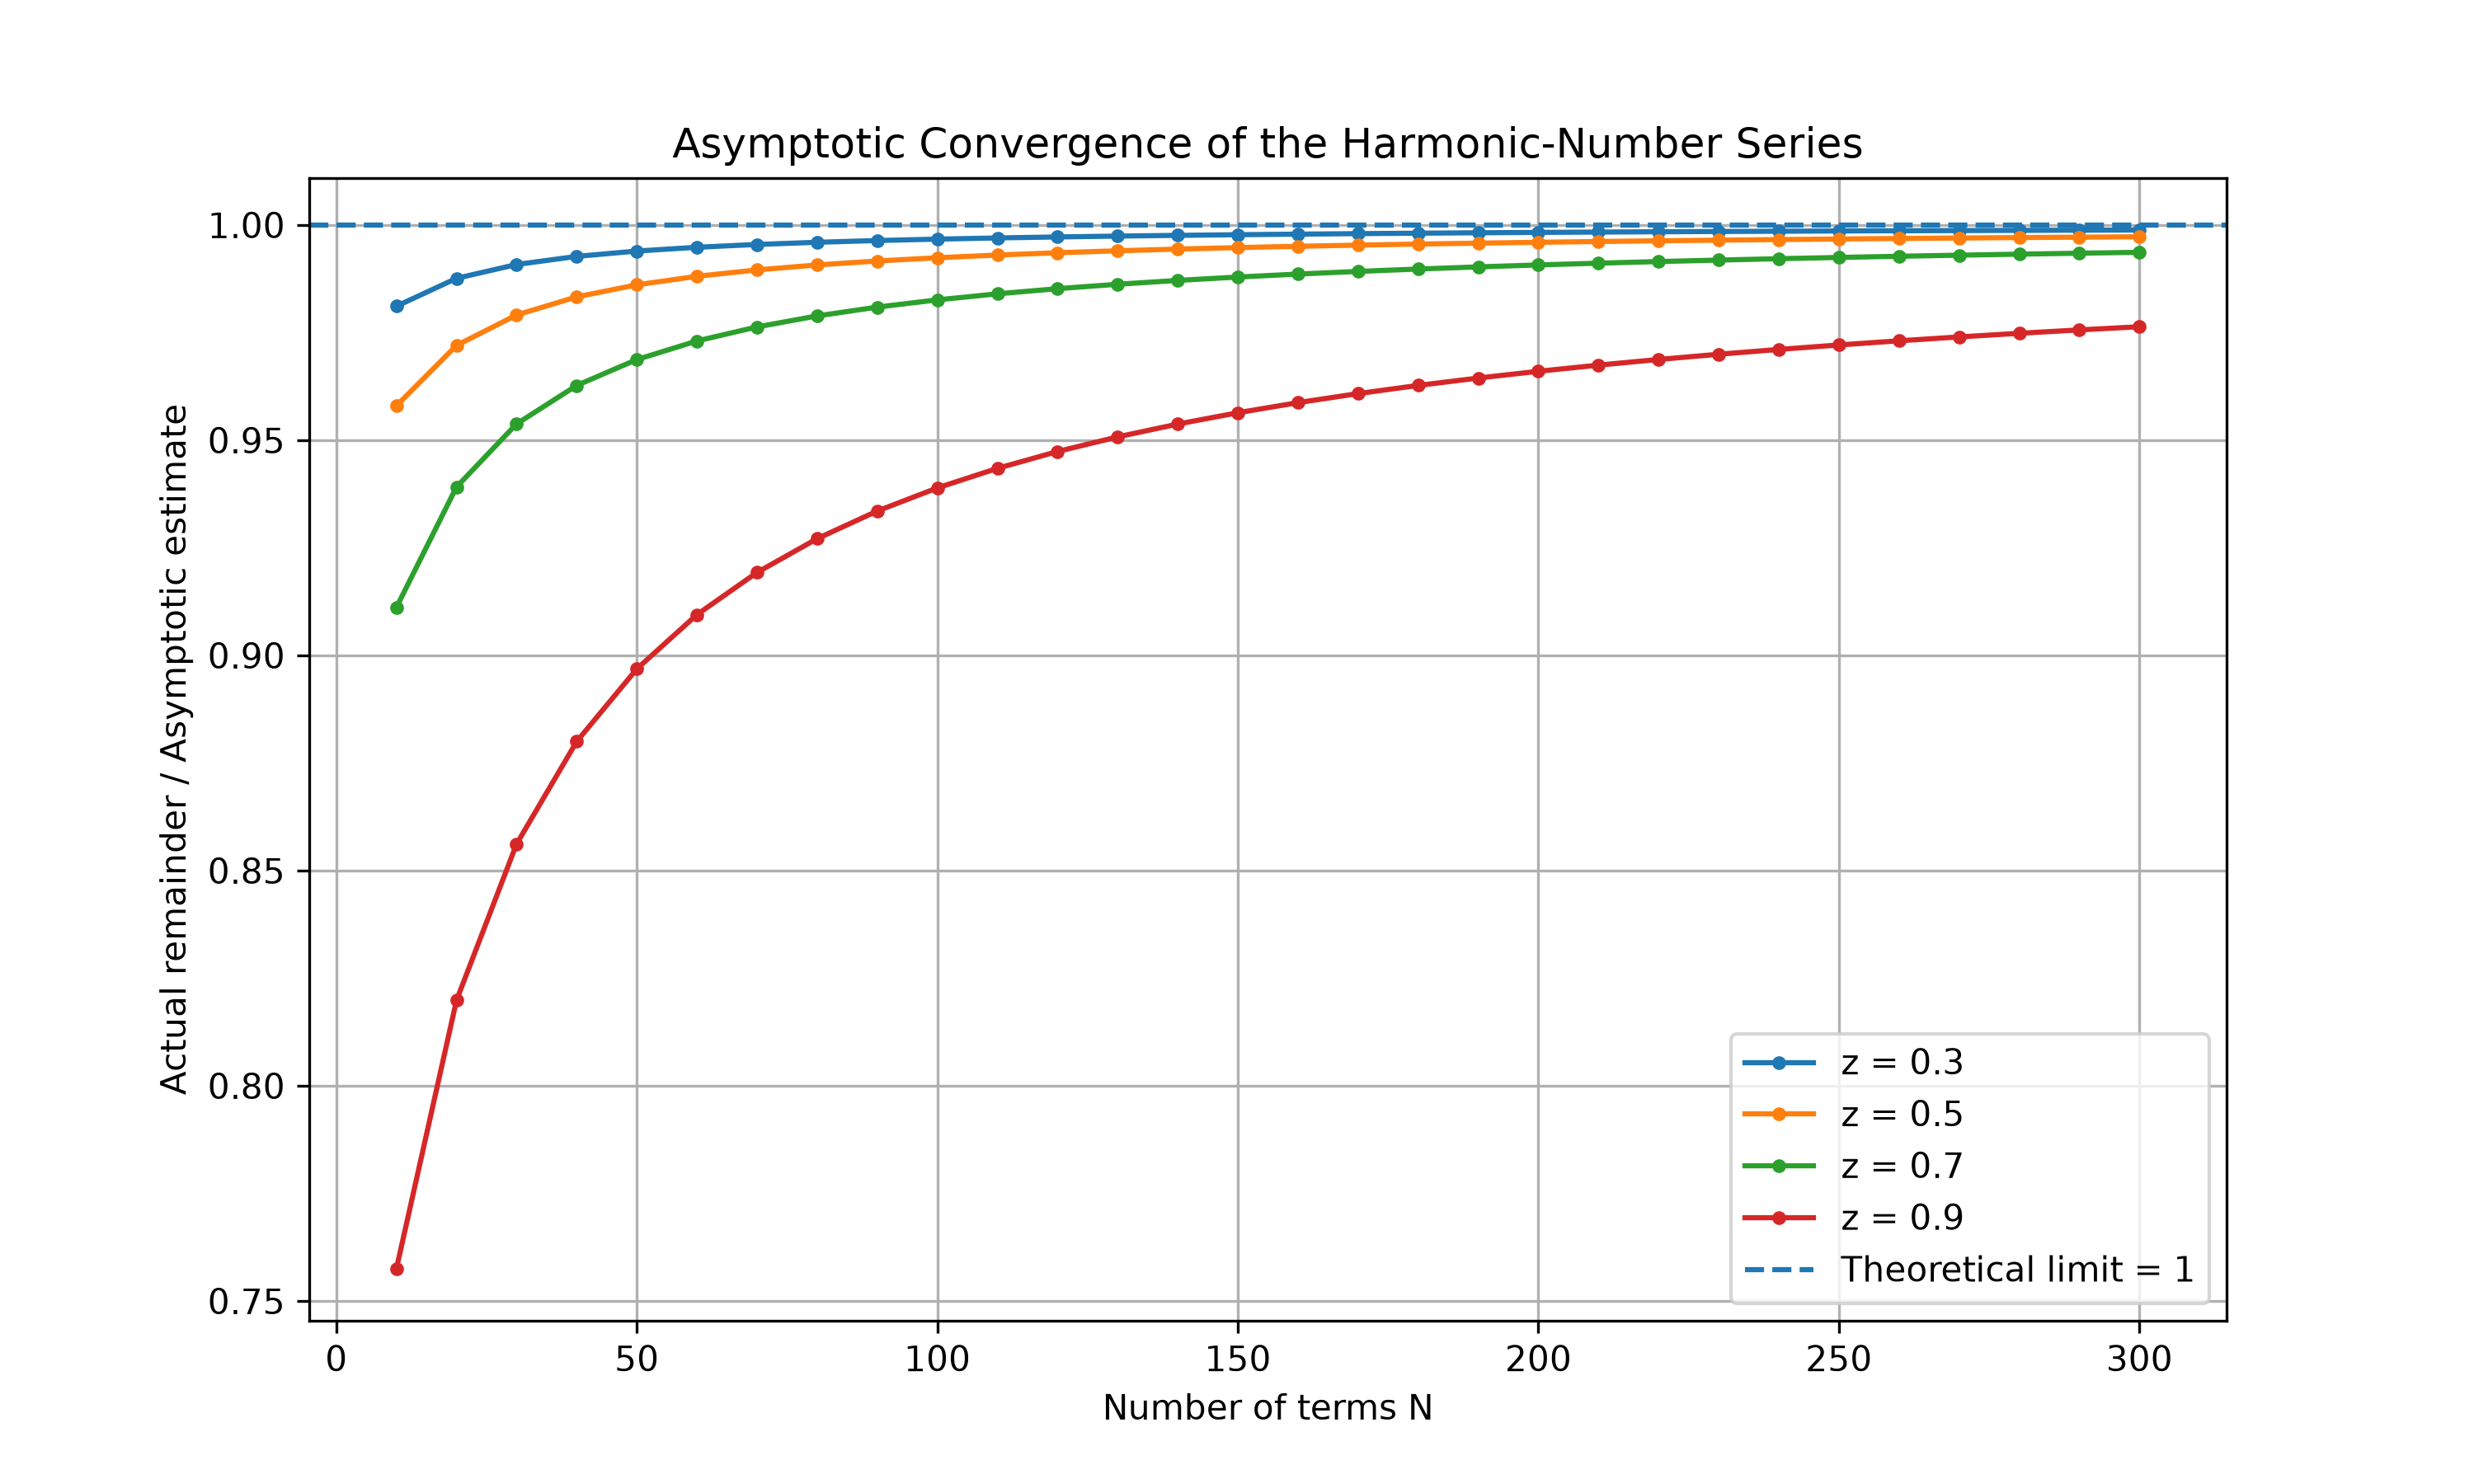 Asymptotic Convergence of the Harmonic-Number Series
Actual remainder / Asymptotic estimate
1.00
0.95
0.90
0.85
0.80
0.75
z = 0.3
z = 0.5
z = 0.7
z = 0.9
Theoretical limit = 1
0 50 100 150 200 250 300
Number of terms N